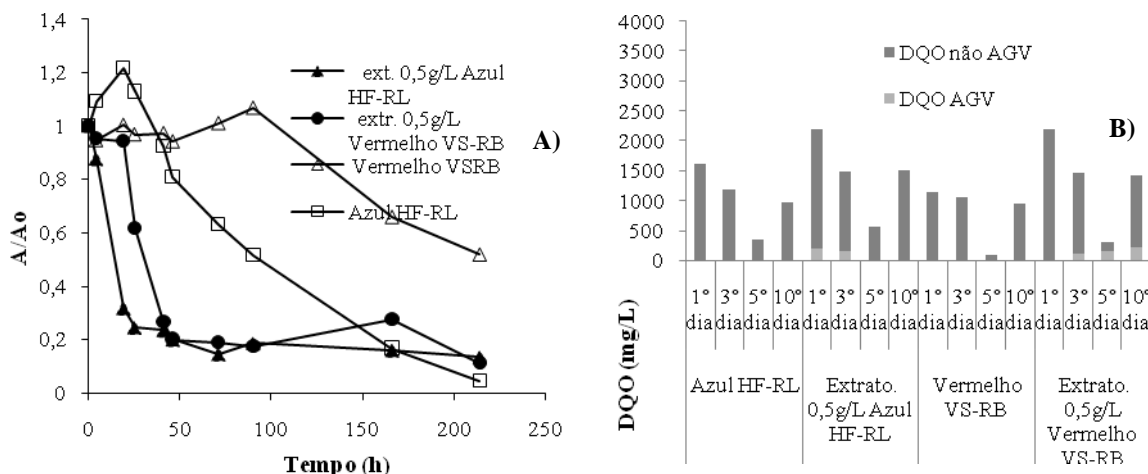 1,4
1,2
1
0,8
0,6
0,4
0,2
0
A/Ao
0
50
100
150
200
250
Tempo (h)
ext. 0,5g/L Azul
HF-RL
extr. 0,5g/L
Vermelho VS-RB
Vermelho VSRB
Azul HF-RL
A)
4000
3500
3000
2500
2000
1500
1000
500
0
DQO (mg/L)
DQO não AGV
DQO AGV
B)
1° 3° 5° 10° 1° 3° 5° 10° 1° 3° 5° 10° 1° 3° 5° 10°
dia dia dia dia dia dia dia dia dia dia dia dia dia dia dia dia
Azul HF-RL
Extrato.
0,5g/L Azul
HF-RL
Vermelho
VS-RB
Extrato.
0,5g/L
Vermelho
VS-RB